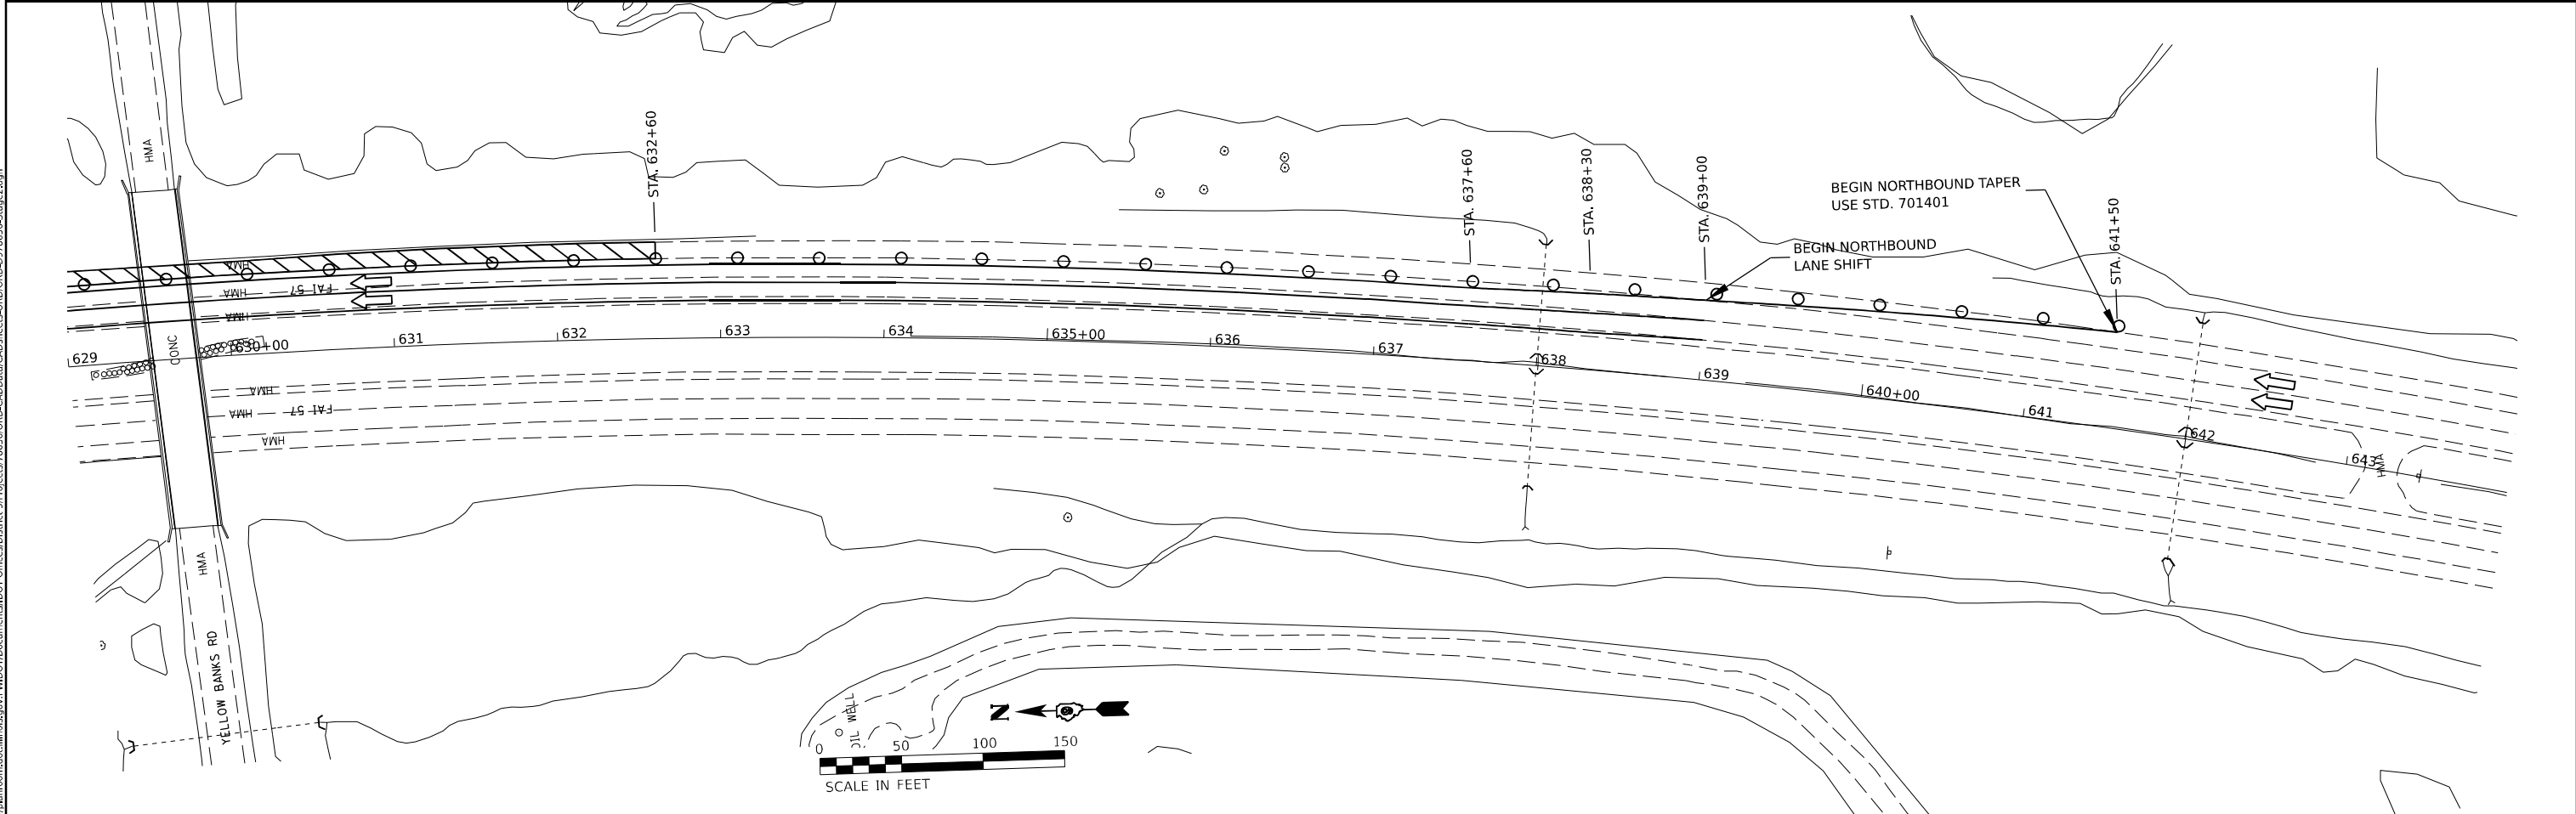 HMA
STA. 632+60
STA. 637+60
STA. 638+30
STA. 639+00
STA. 641+50
BEGIN NORTHBOUND TAPER
USE STD. 701401
BEGIN NORTHBOUND
LANE SHIFT
HMA
HMA
FAI 57
HMA
629
630+00
631
632
633
634
635+00
636
637
638
639
640+00
641
642
643
HMA
CONC
HMA
HMA
FAI 57
HMA
HMA
YELLOW BANKS RD
OIL WELL
N
0 50 100 150
SCALE IN FEET